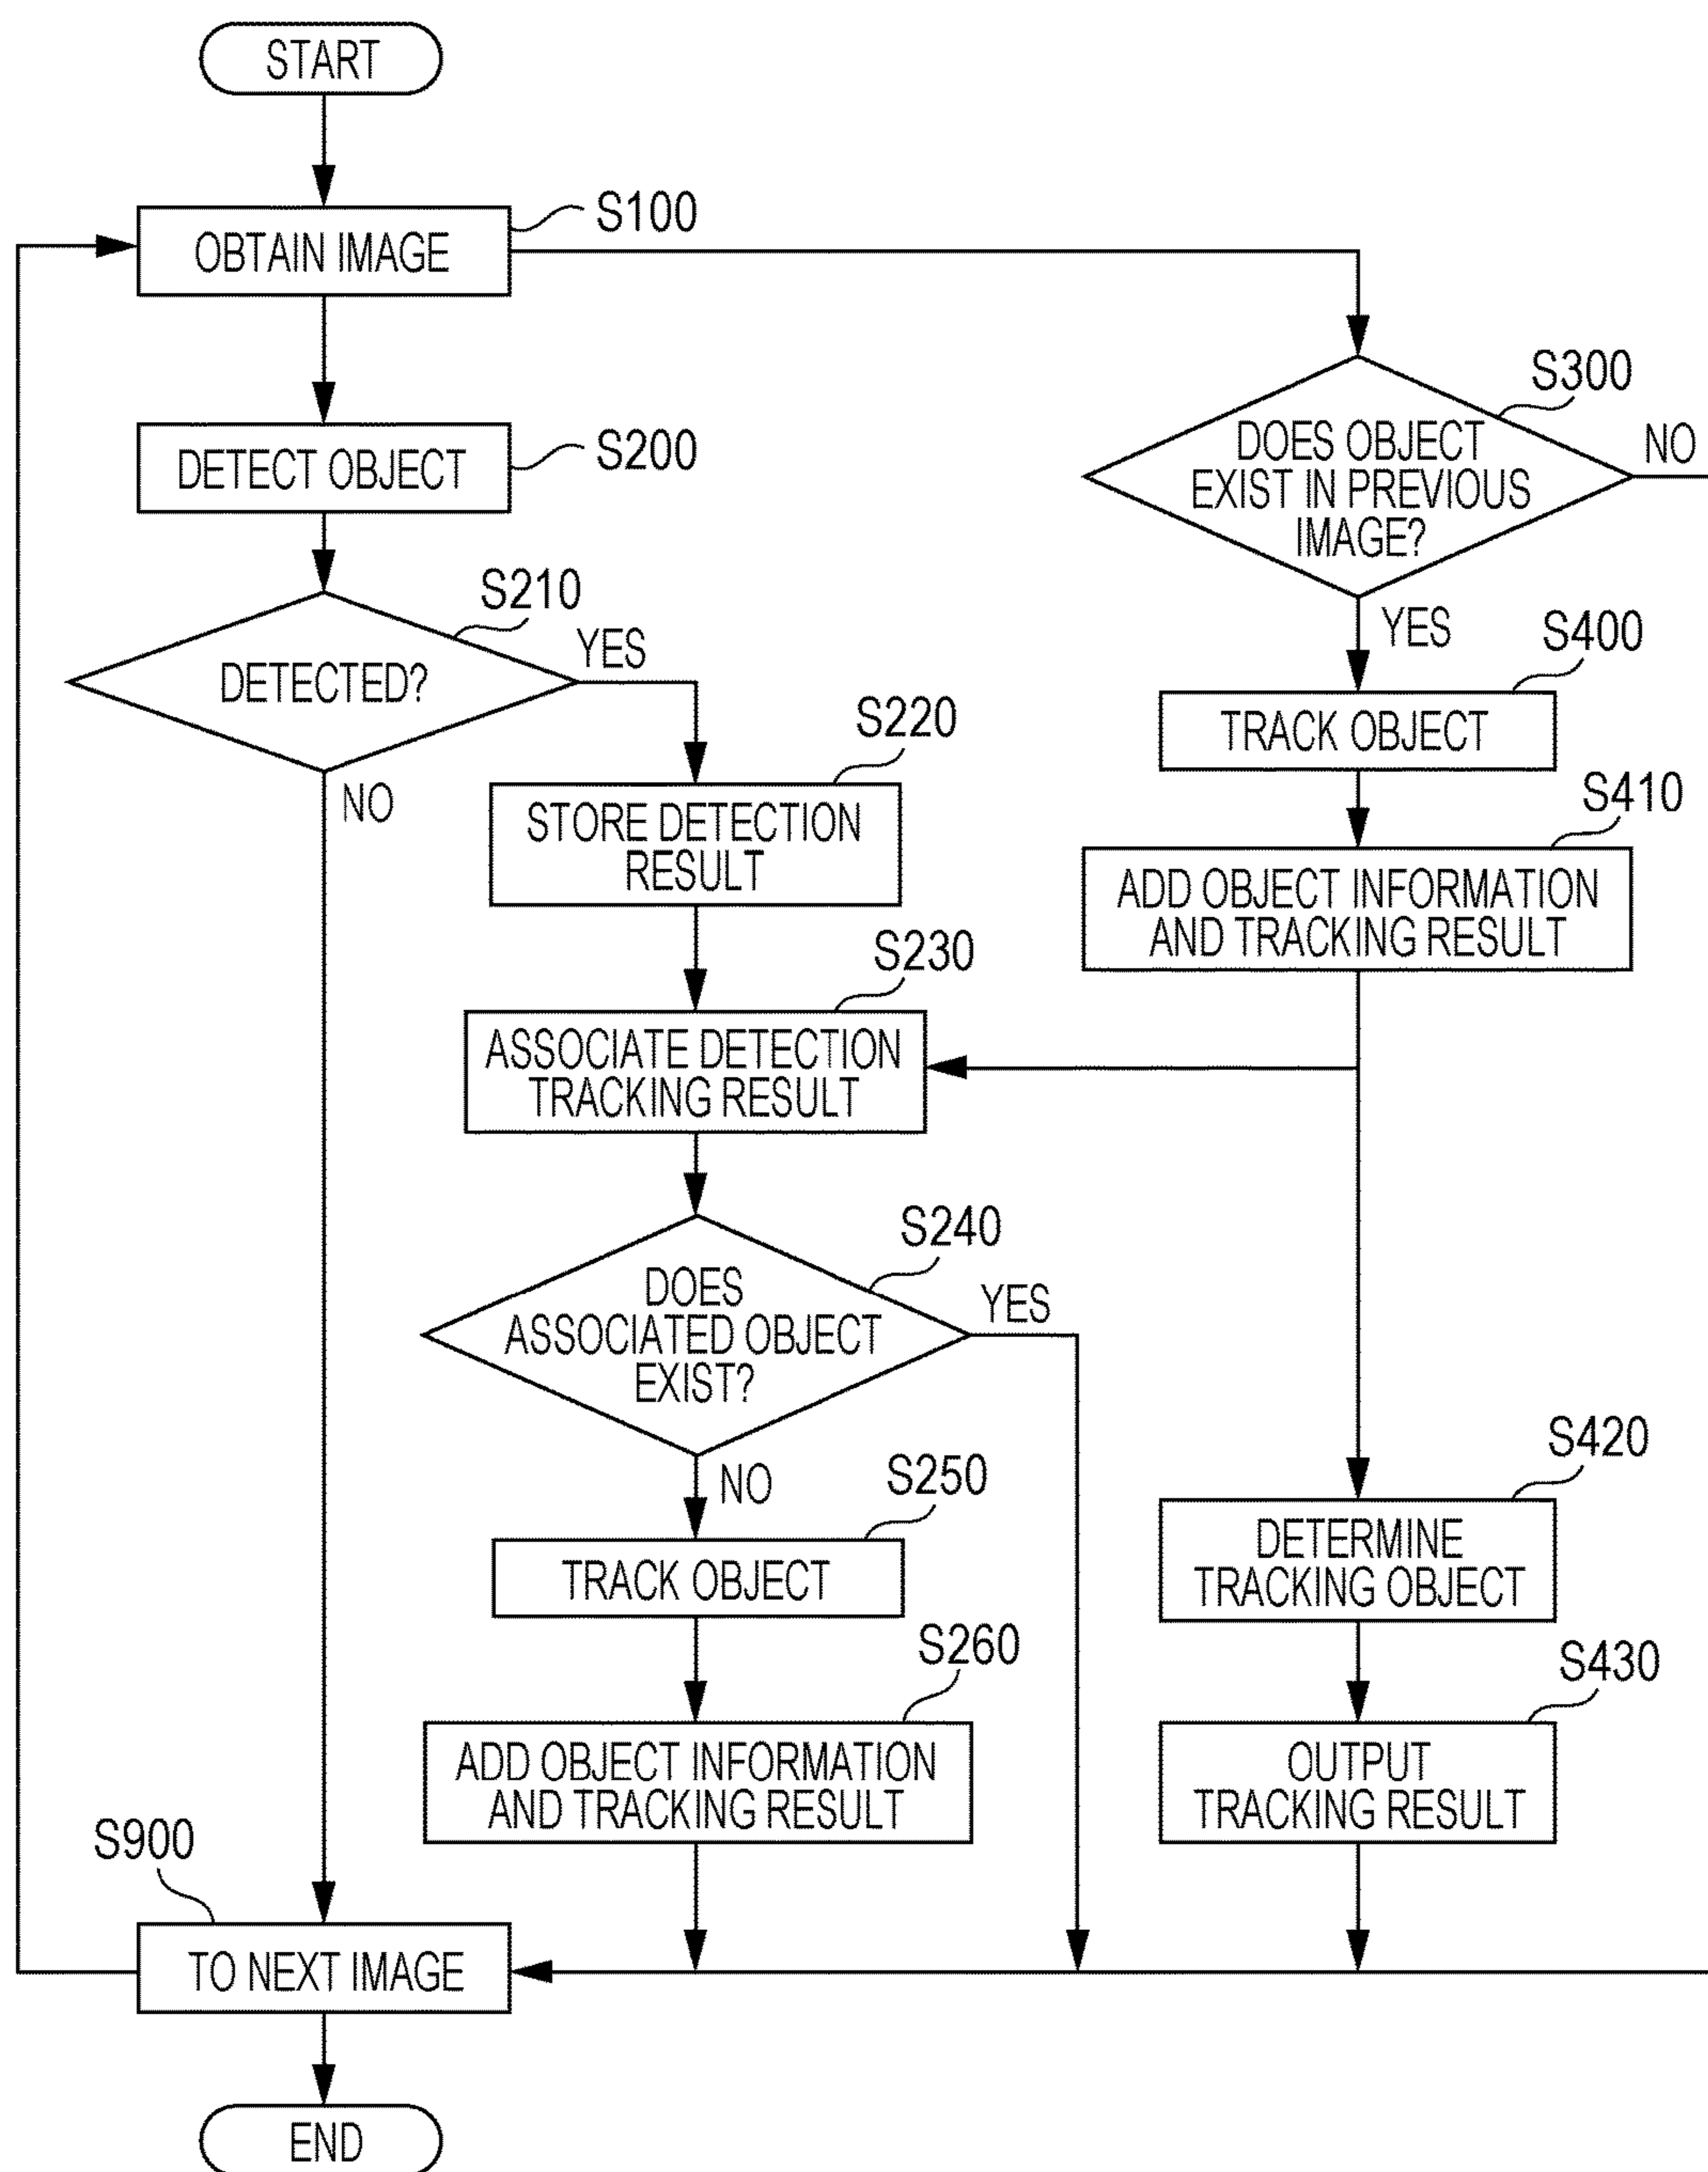 START
S100
OBTAIN IMAGE
S200
DETECT OBJECT
S210
DETECTED?
YES
NO
S220
STORE DETECTION
RESULT
S230
ASSOCIATE DETECTION
TRACKING RESULT
S240
DOES
ASSOCIATED OBJECT
EXIST?
YES
NO
S250
TRACK OBJECT
S260
ADD OBJECT INFORMATION
AND TRACKING RESULT
S300
DOES OBJECT
EXIST IN PREVIOUS
IMAGE?
NO
YES
S400
TRACK OBJECT
S410
ADD OBJECT INFORMATION
AND TRACKING RESULT
S420
DETERMINE
TRACKING OBJECT
S430
OUTPUT
TRACKING RESULT
S900
TO NEXT IMAGE
END